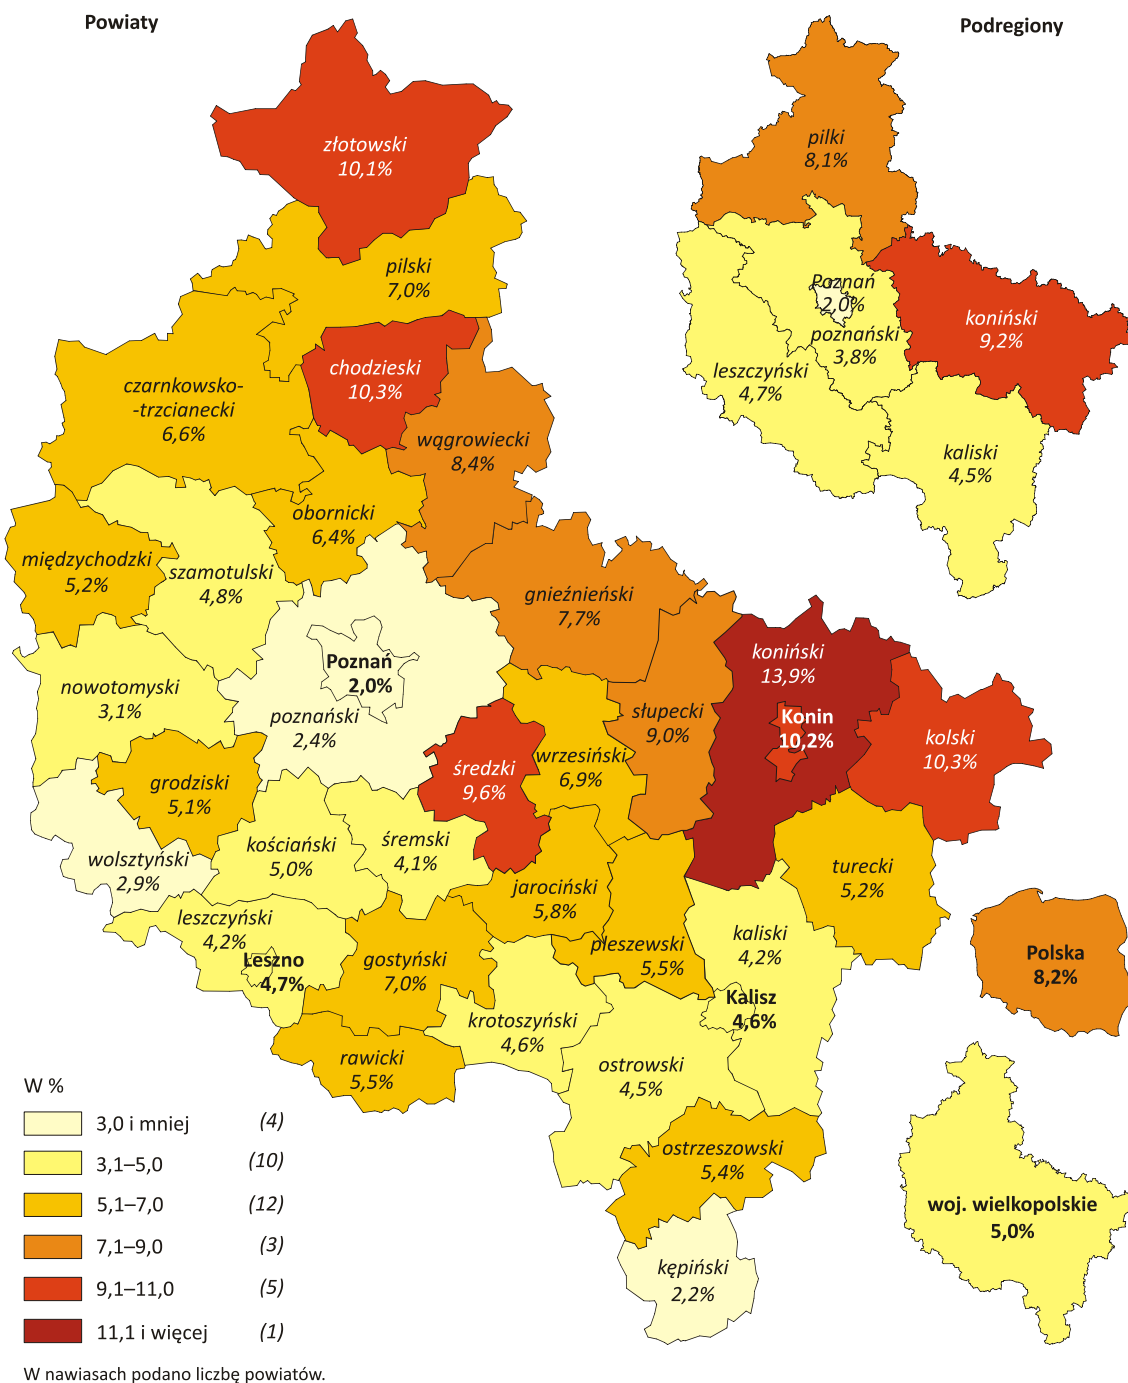 Powiaty
złotowski
10,1%
pilski
7,0%
chodzieski
10,3%
czarnkowsko-
-trzcianecki
6,6%
wągrowiecki
8,4%
obornicki
6,4%
międzychodzki
5,2%
szamotulski
4,8%
gnieźnieński
7,7%
nowotomyski
3,1%
Poznań
2,0%
poznański
2,4%
koniński
13,9%
Konin
10,2%
słupecki
9,0%
kolski
10,3%
grodziski
5,1%
średzki
9,6%
wrzesiński
6,9%
wolsztyński
2,9%
kościański
5,0%
śremski
4,1%
jarociński
5,8%
turecki
5,2%
leszczyński
4,2%
Leszno
4,7%
gostyński
7,0%
pleszewski
5,5%
kaliski
4,2%
Kalisz
4,6%
krotoszyński
4,6%
rawicki
5,5%
ostrowski
4,5%
ostrzeszowski
5,4%
kępiński
2,2%
Podregiony
pilki
8,1%
Poznań
2,0%
poznański
3,8%
koniński
9,2%
leszczyński
4,7%
kaliski
4,5%
Polska
8,2%
woj. wielkopolskie
5,0%
W %
3,0 i mniej (4)
3,1–5,0 (10)
5,1–7,0 (12)
7,1–9,0 (3)
9,1–11,0 (5)
11,1 i więcej (1)
W nawiasach podano liczbę powiatów.